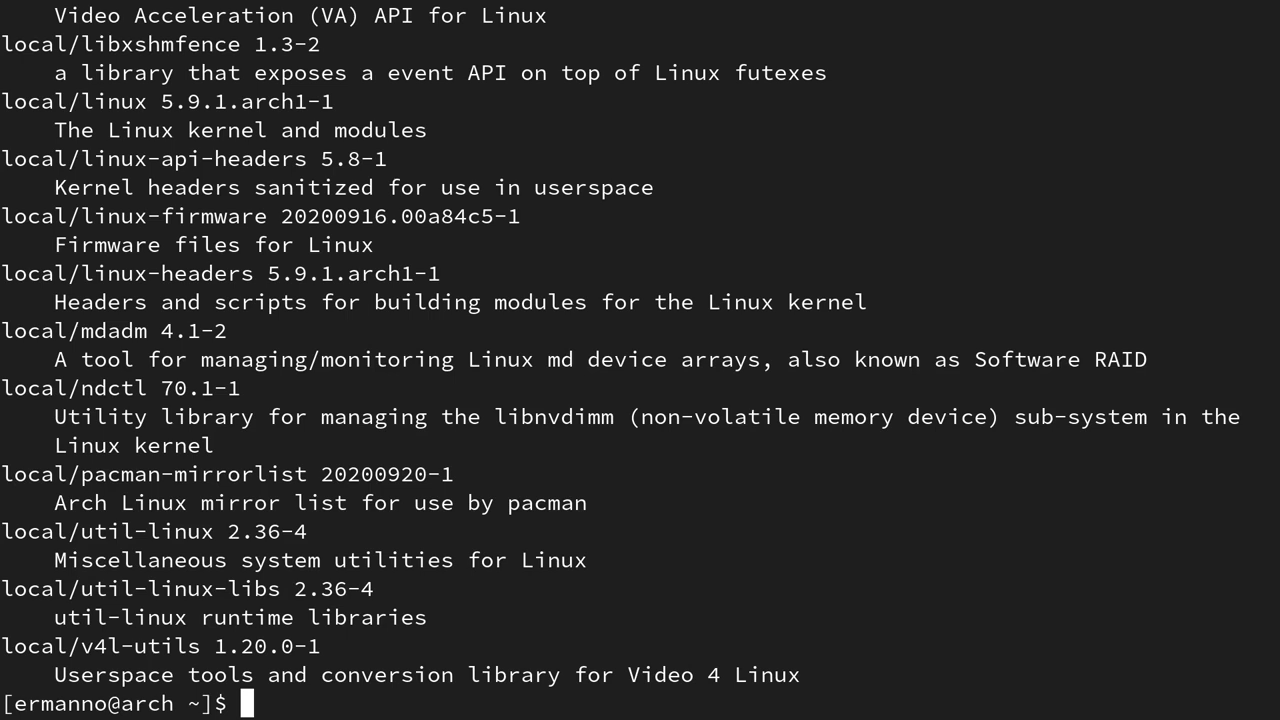 Video Acceleration (VA) API for Linux
local/libxshmfence 1.3-2
a library that exposes a event API on top of Linux futexes
local/linux 5.9.1.arch1-1
The Linux kernel and modules
local/linux-api-headers 5.8-1
Kernel headers sanitized for use in userspace
local/linux-firmware 20200916.00a84c5-1
Firmware files for Linux
local/linux-headers 5.9.1.arch1-1
Headers and scripts for building modules for the Linux kernel
local/mdadm 4.1-2
A tool for managing/monitoring Linux md device arrays, also known as Software RAID
local/ndctl 70.1-1
Utility library for managing the libnvdimm (non-volatile memory device) sub-system in the
Linux kernel
local/pacman-mirrorlist 20200920-1
Arch Linux mirror list for use by pacman
local/util-linux 2.36-4
Miscellaneous system utilities for Linux
local/util-linux-libs 2.36-4
util-linux runtime libraries
local/v4l-utils 1.20.0-1
Userspace tools and conversion library for Video 4 Linux
[ermanno@arch ~]$